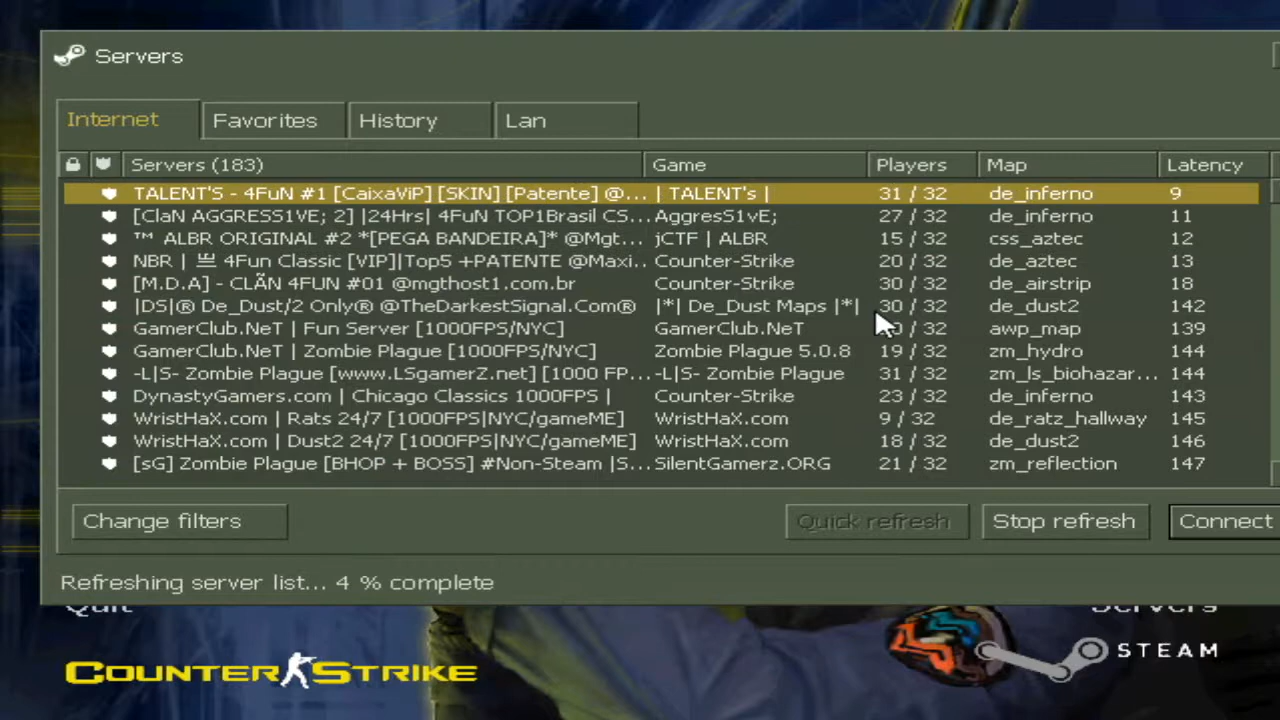 Servers
Internet Favorites History Lan
Servers (183) Game Players Map Latency
TALENT'S - 4FuN #1 [CaixaViP] [SKIN] [Patente] @... | TALENT's | 31 / 32 de_inferno 9
[ClaN AGGRESS1VE; 2] |24Hrs| 4FuN TOP1Brasil CS... AggresS1vE; 27 / 32 de_inferno 11
™ ALBR ORIGINAL #2 *[PEGA BANDEIRA]* @Mgt... jCTF | ALBR 15 / 32 css_aztec 12
NBR | 4Fun Classic [VIP]|Top5 +PATENTE @Maxi... Counter-Strike 20 / 32 de_aztec 13
[M.D.A] - CLÃN #FUN #01 @mgthost1.com.br Counter-Strike 30 / 32 de_airstrip 18
|DS|® De_Dust/2 Only® @TheDarkestSignal.Com® |*| De_Dust Maps |*| 30 / 32 de_dust2 142
GamerClub.NeT | Fun Server [1000FPS/NYC] GamerClub.NeT / 32 awp_map 139
GamerClub.NeT | Zombie Plague [1000FPS/NYC] Zombie Plague 5.0.8 19 / 32 zm_hydro 144
-L|S- Zombie Plague [www.LSgamerZ.net] [1000 FP... -L|S- Zombie Plague 31 / 32 zm_ls_biohazar... 144
DynastyGamers.com | Chicago Classics 1000FPS | Counter-Strike 23 / 32 de_inferno 143
WristHaX.com | Rats 24/7 [1000FPS|NYC/gameME] WristHaX.com 9 / 32 de_ratz_hallway 145
WristHaX.com | Dust2 24/7 [1000FPS|NYC/gameME] WristHaX.com 18 / 32 de_dust2 146
[sG] Zombie Plague [BHOP + BOSS] #Non-Steam |S... SilentGamerz.ORG 21 / 32 zm_reflection 147
Change filters Quick refresh Stop refresh Connect
Refreshing server list... 4 % complete
Quit Servers
COUNTER STRIKE STEAM